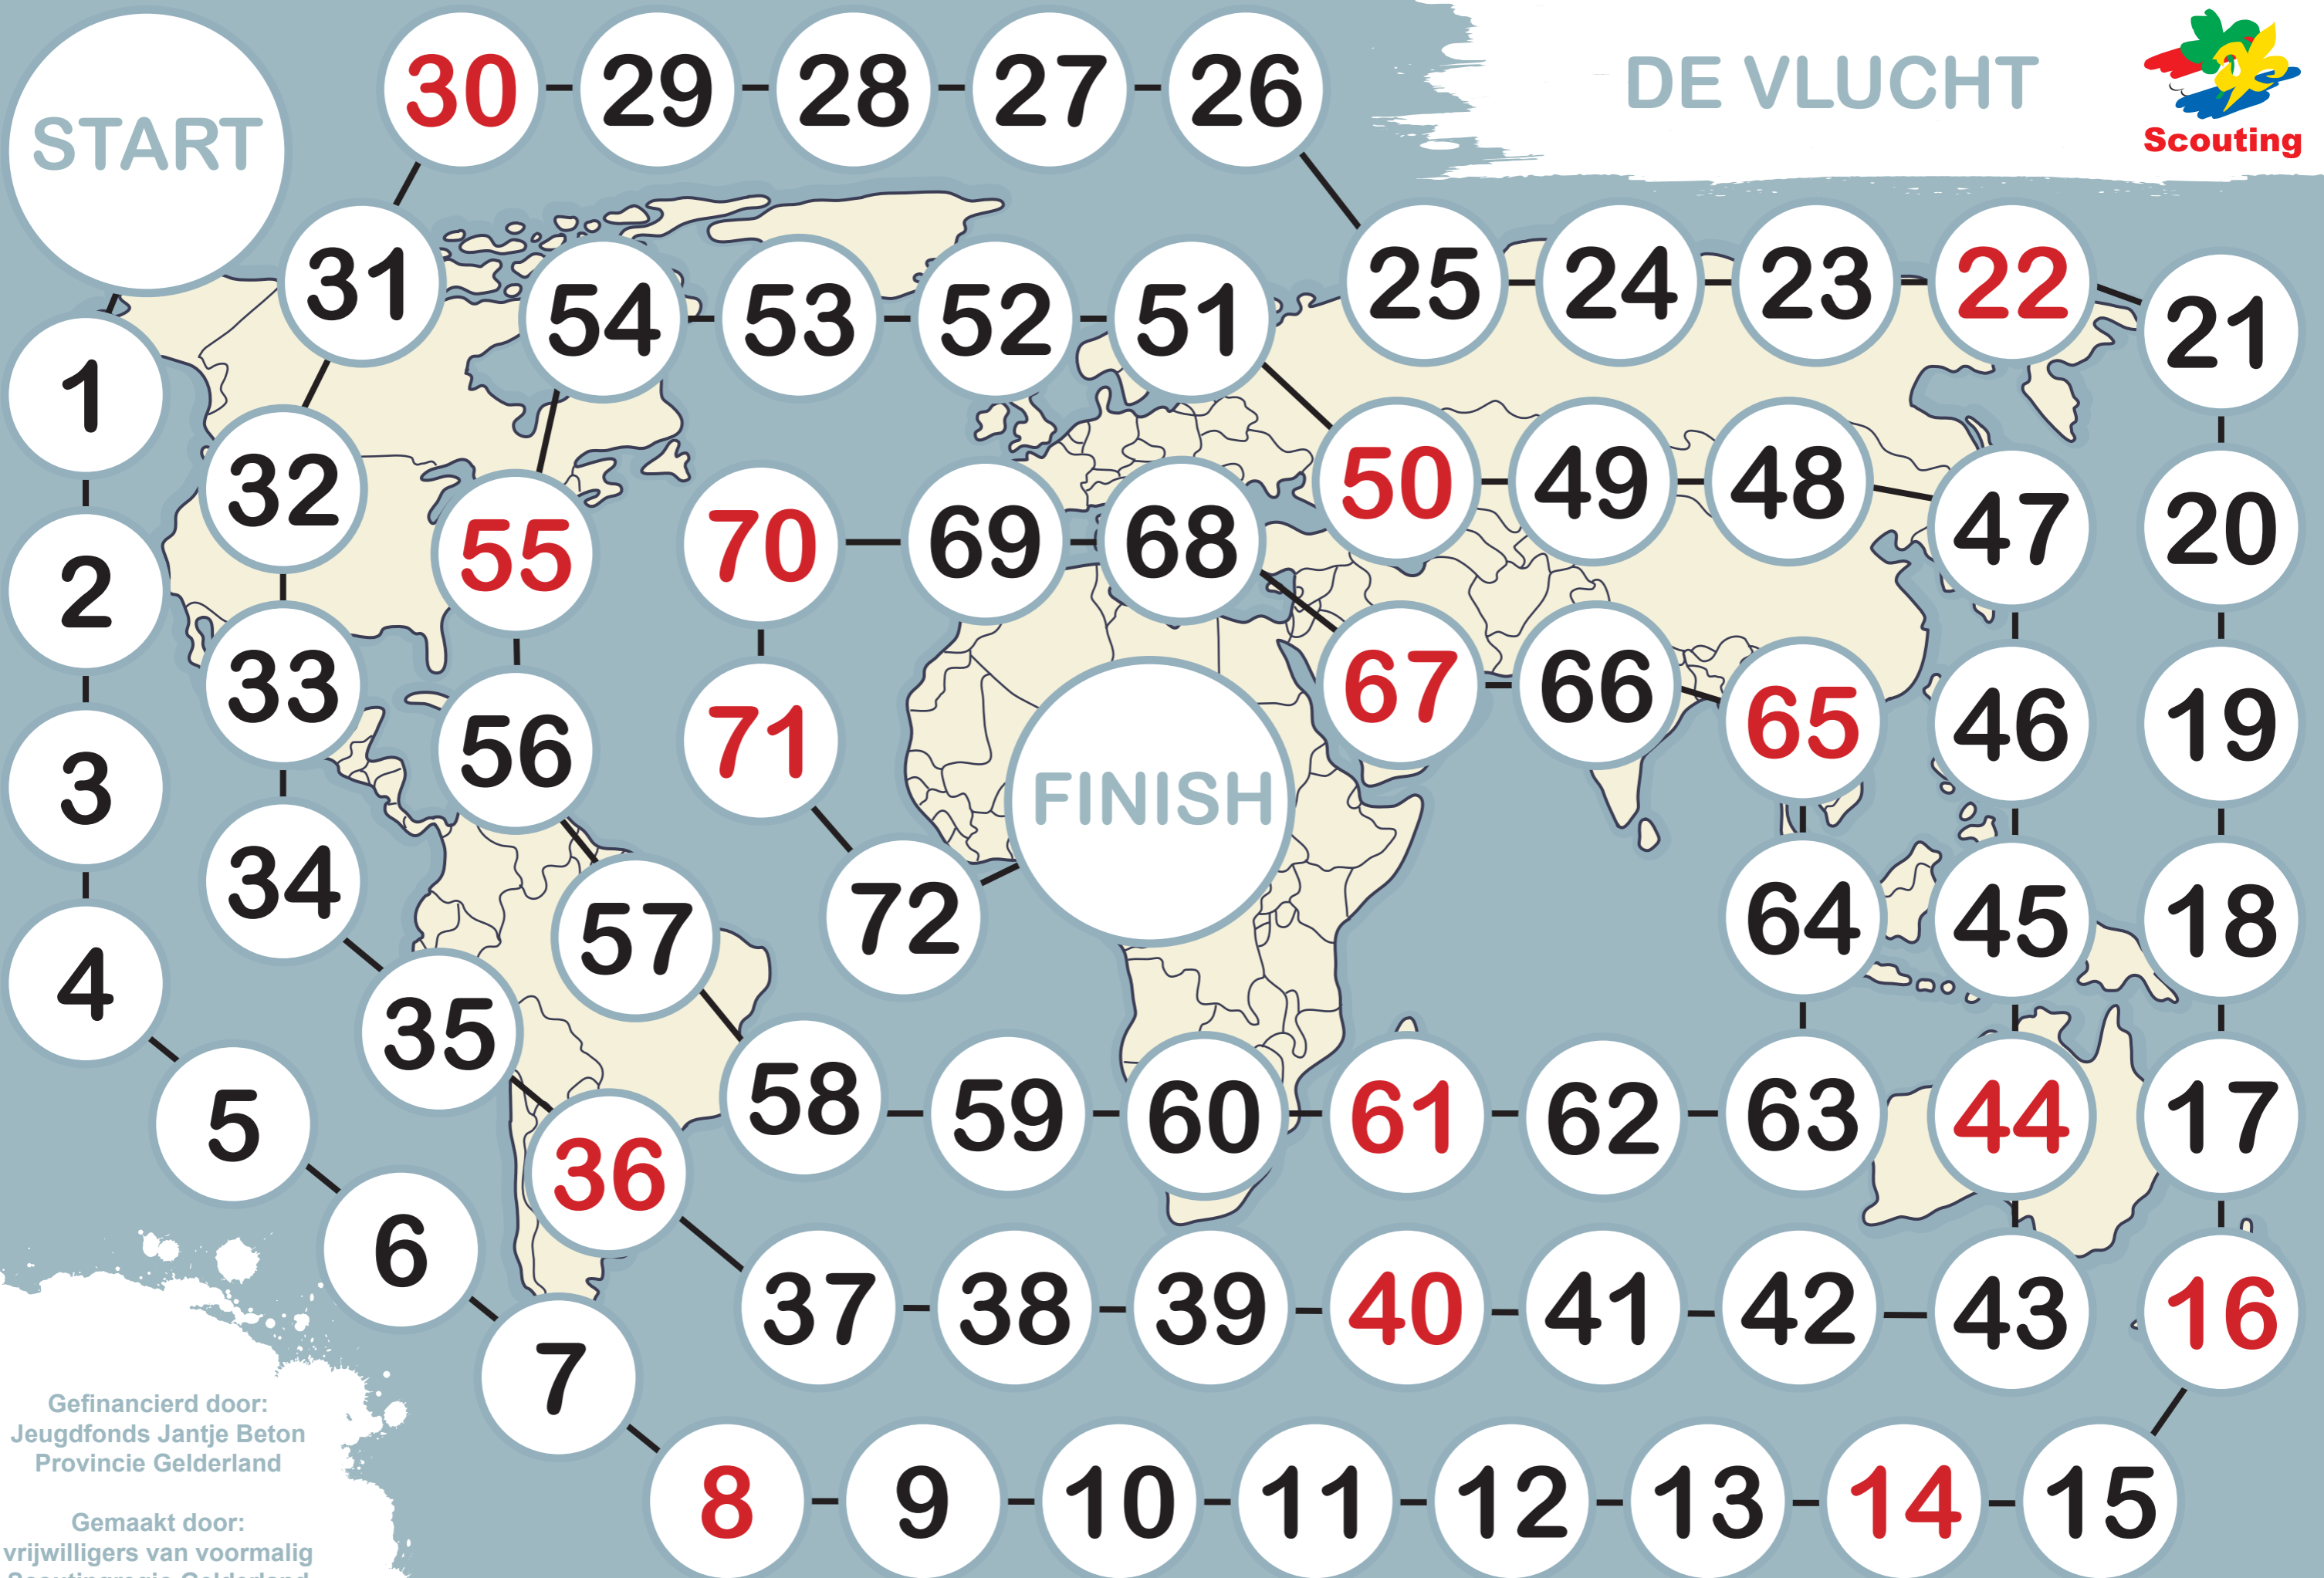 START
30 29 28 27 26
DE VLUCHT
Scouting
31 54 53 52 51 25 24 23 22 21
1 32 55 70 69 68 50 49 48 47 20
2 33 56 71 67 66 65 46 19
3 34 57 72 FINISH 64 45 18
4 35 58 59 60 61 62 63 44 17
5 36
6 37 38 39 40 41 42 43 16
7
8 9 10 11 12 13 14 15
Gefinancierd door:
Jeugdfonds Jantje Beton
Provincie Gelderland
Gemaakt door:
vrijwilligers van voormalig
Scoutingregio Gelderland